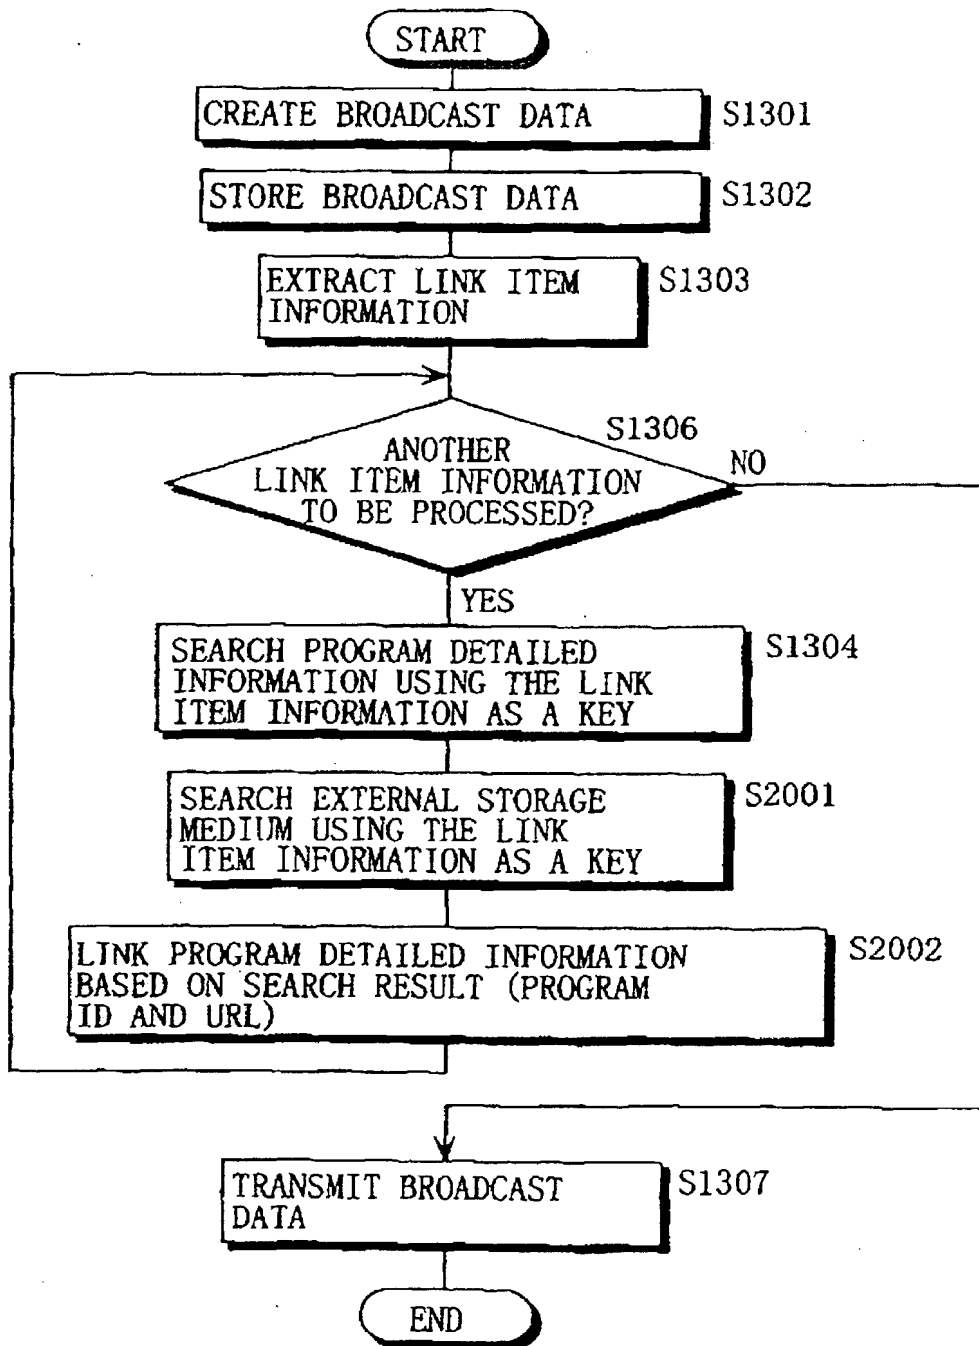 START
CREATE BROADCAST DATA
S1301
STORE BROADCAST DATA
S1302
EXTRACT LINK ITEM
INFORMATION
S1303
S1306
ANOTHER
LINK ITEM INFORMATION
TO BE PROCESSED?
NO
YES
SEARCH PROGRAM DETAILED
INFORMATION USING THE LINK
ITEM INFORMATION AS A KEY
S1304
SEARCH EXTERNAL STORAGE
MEDIUM USING THE LINK
ITEM INFORMATION AS A KEY
S2001
LINK PROGRAM DETAILED INFORMATION
BASED ON SEARCH RESULT (PROGRAM
ID AND URL)
S2002
TRANSMIT BROADCAST
DATA
S1307
END